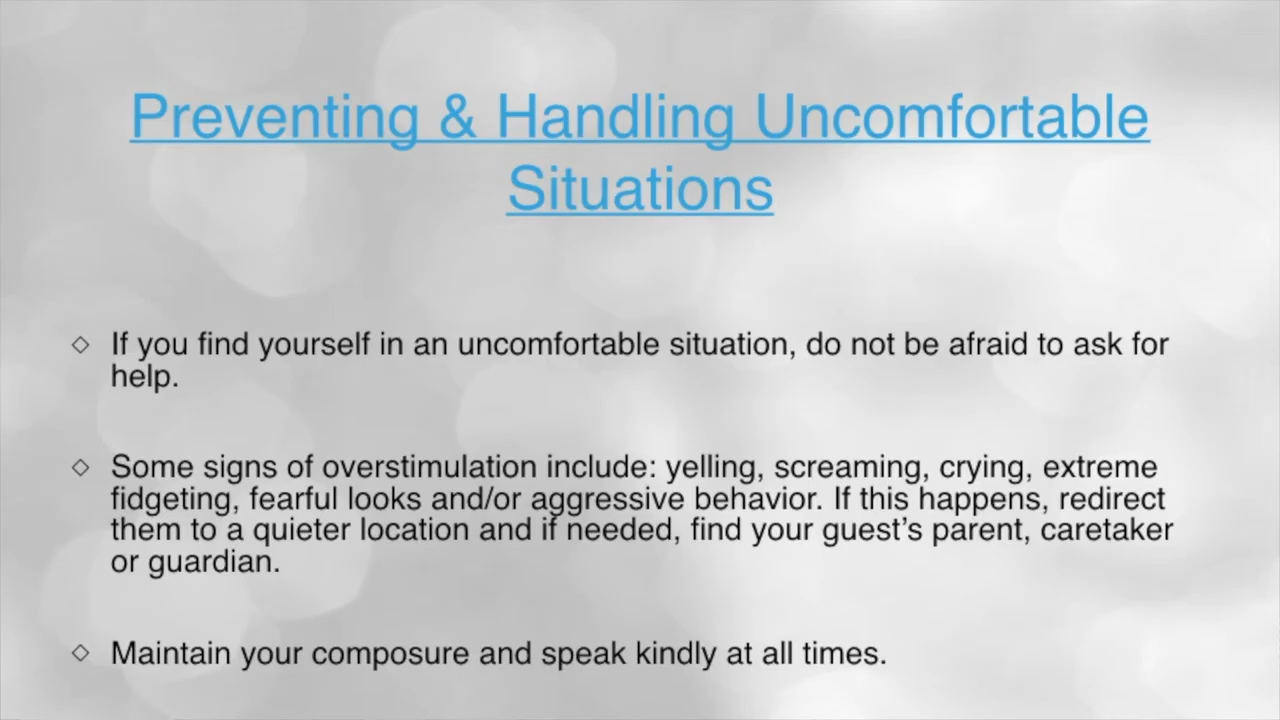 Preventing & Handling Uncomfortable
Situations
◇ If you find yourself in an uncomfortable situation, do not be afraid to ask for
help.
◇ Some signs of overstimulation include: yelling, screaming, crying, extreme
fidgeting, fearful looks and/or aggressive behavior. If this happens, redirect
them to a quieter location and if needed, find your guest’s parent, caretaker
or guardian.
◇ Maintain your composure and speak kindly at all times.